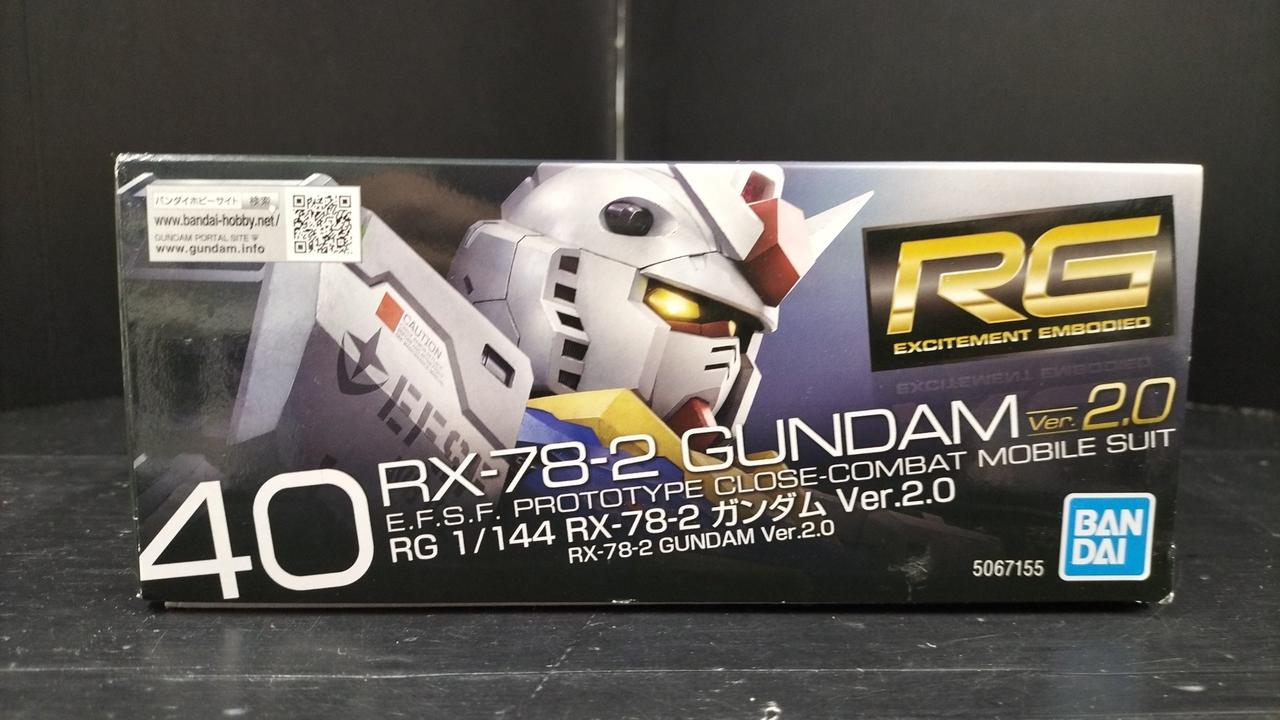 バンダイホビーサイト 検索
www.bandai-hobby.net/
GUNDAM PORTAL SITE
www.gundam.info
CAUTION
E.F.S.F.
RG
EXCITEMENT EMBODIED
40
RX-78-2 GUNDAM Ver. 2.0
E.F.S.F. PROTOTYPE CLOSE-COMBAT MOBILE SUIT
RG 1/144 RX-78-2 ガンダム Ver.2.0
RX-78-2 GUNDAM Ver.2.0
5067155
BAN
DAI